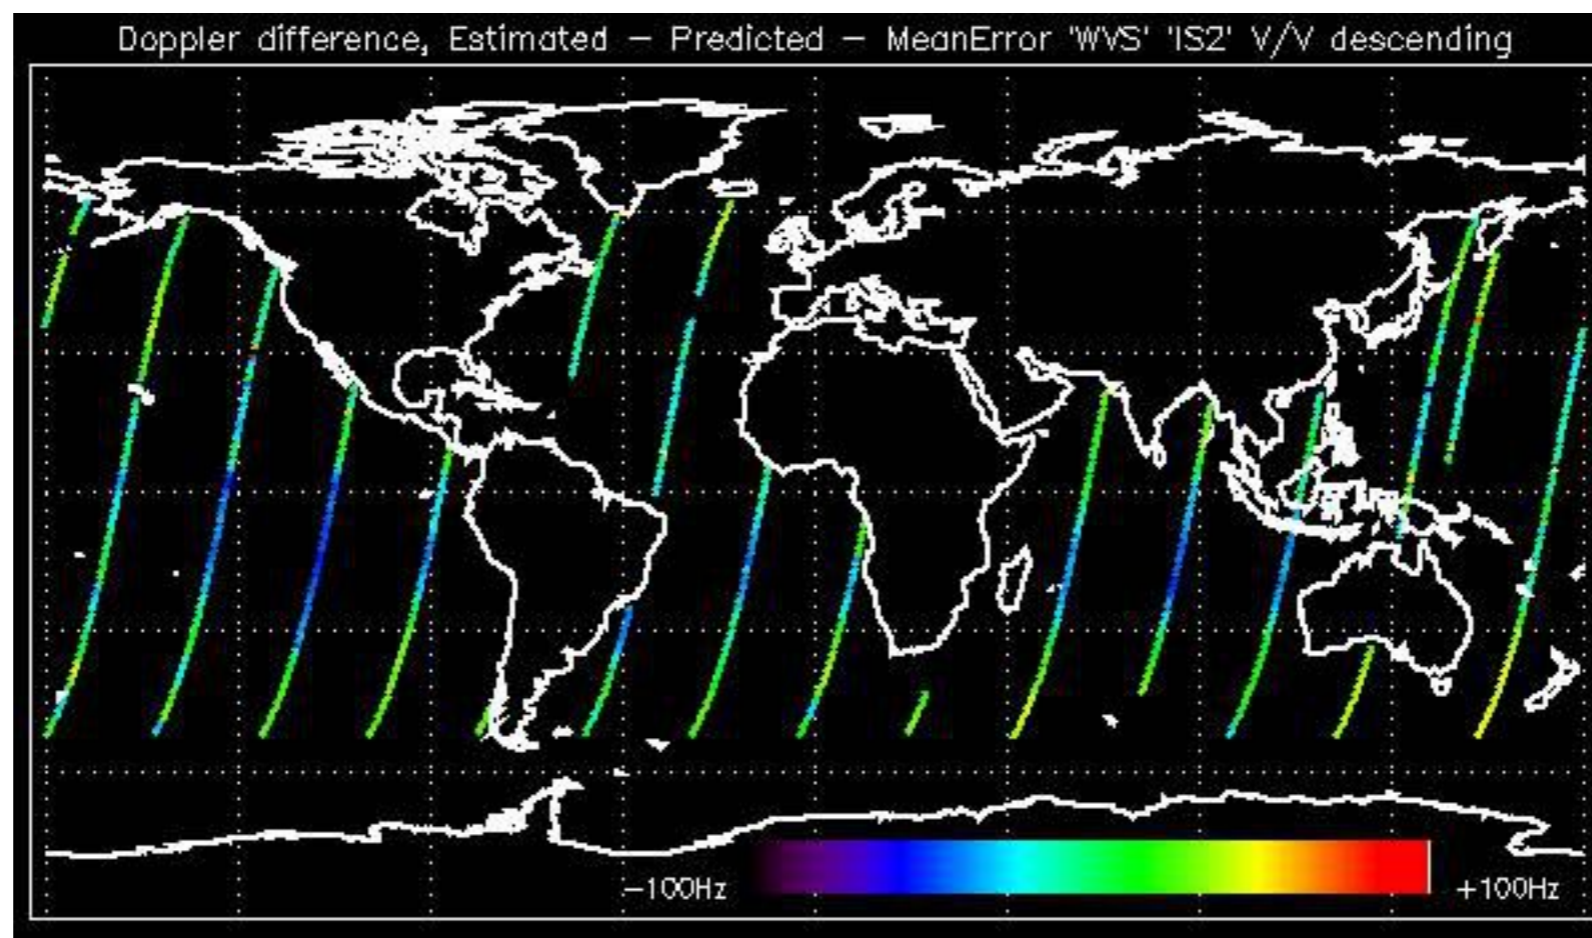 Doppler difference, Estimated – Predicted – MeanError 'WVS' 'IS2' V/V descending
–100Hz
+100Hz